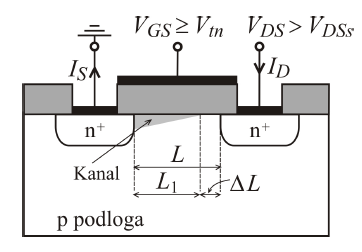 V_GS ≥ V_tn
V_DS > V_DSs
I_S
I_D
n+
n+
Kanal
L
L_1
ΔL
p podloga